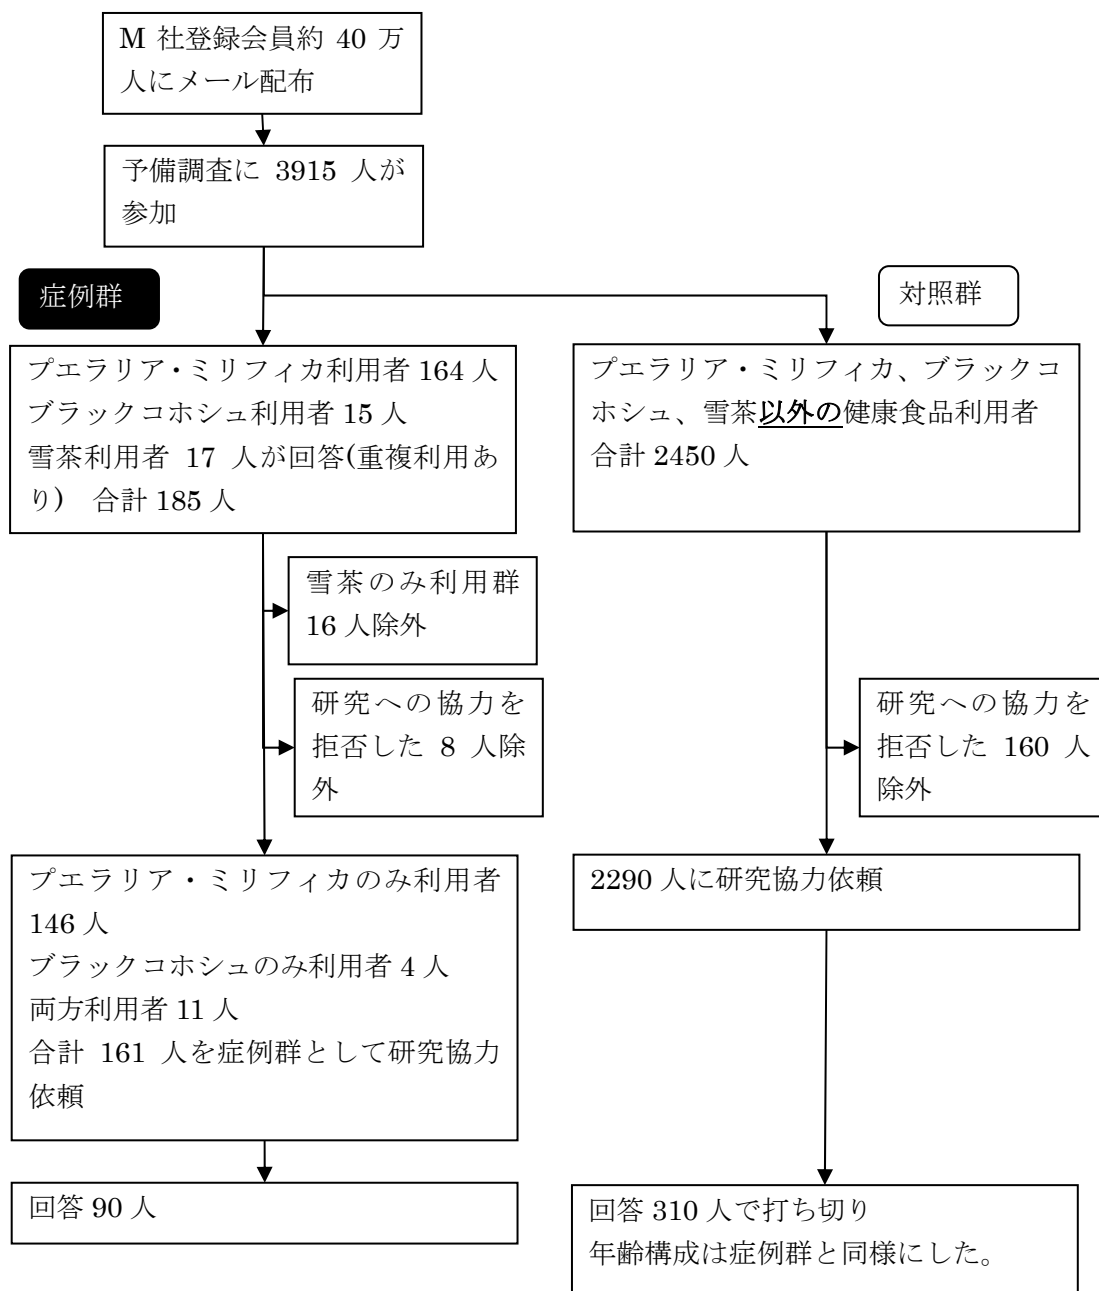 M 社登録会員約 40 万
人にメール配布
予備調査に 3915 人が
参加
症例群
対照群
プエラリア・ミリフィカ利用者 164 人
ブラックコホシュ利用者 15 人
雪茶利用者 17 人が回答(重複利用あ
り) 合計 185 人
プエラリア・ミリフィカ、ブラックコ
ホシュ、雪茶以外の健康食品利用者
合計 2450 人
雪茶のみ利用群
16 人除外
研究への協力を
拒否した 8 人除
外
研究への協力を
拒否した 160 人
除外
プエラリア・ミリフィカのみ利用者
146 人
ブラックコホシュのみ利用者 4 人
両方利用者 11 人
合計 161 人を症例群として研究協力
依頼
2290 人に研究協力依頼
回答 90 人
回答 310 人で打ち切り
年齢構成は症例群と同様にした。